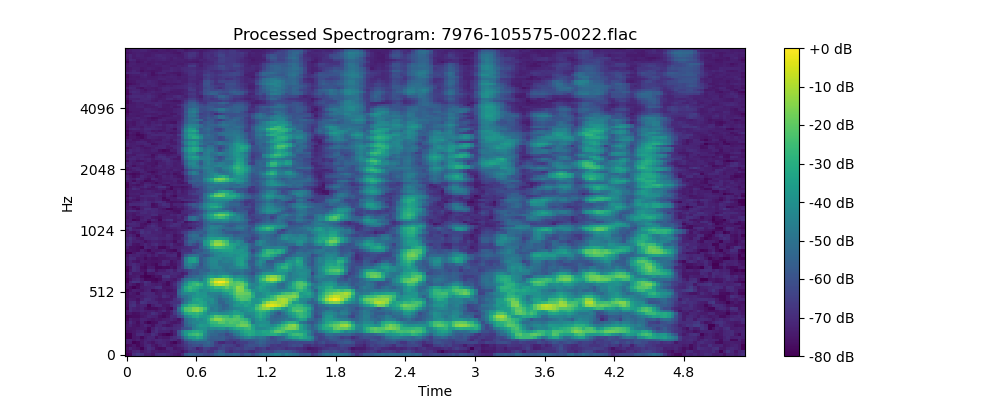 Processed Spectrogram: 7976-105575-0022.flac
+0 dB
4096
-10 dB
-20 dB
2048
-30 dB
Hz
-40 dB
1024
-50 dB
512
-60 dB
-70 dB
0
-80 dB
0 0.6 1.2 1.8 2.4 3 3.6 4.2 4.8
Time